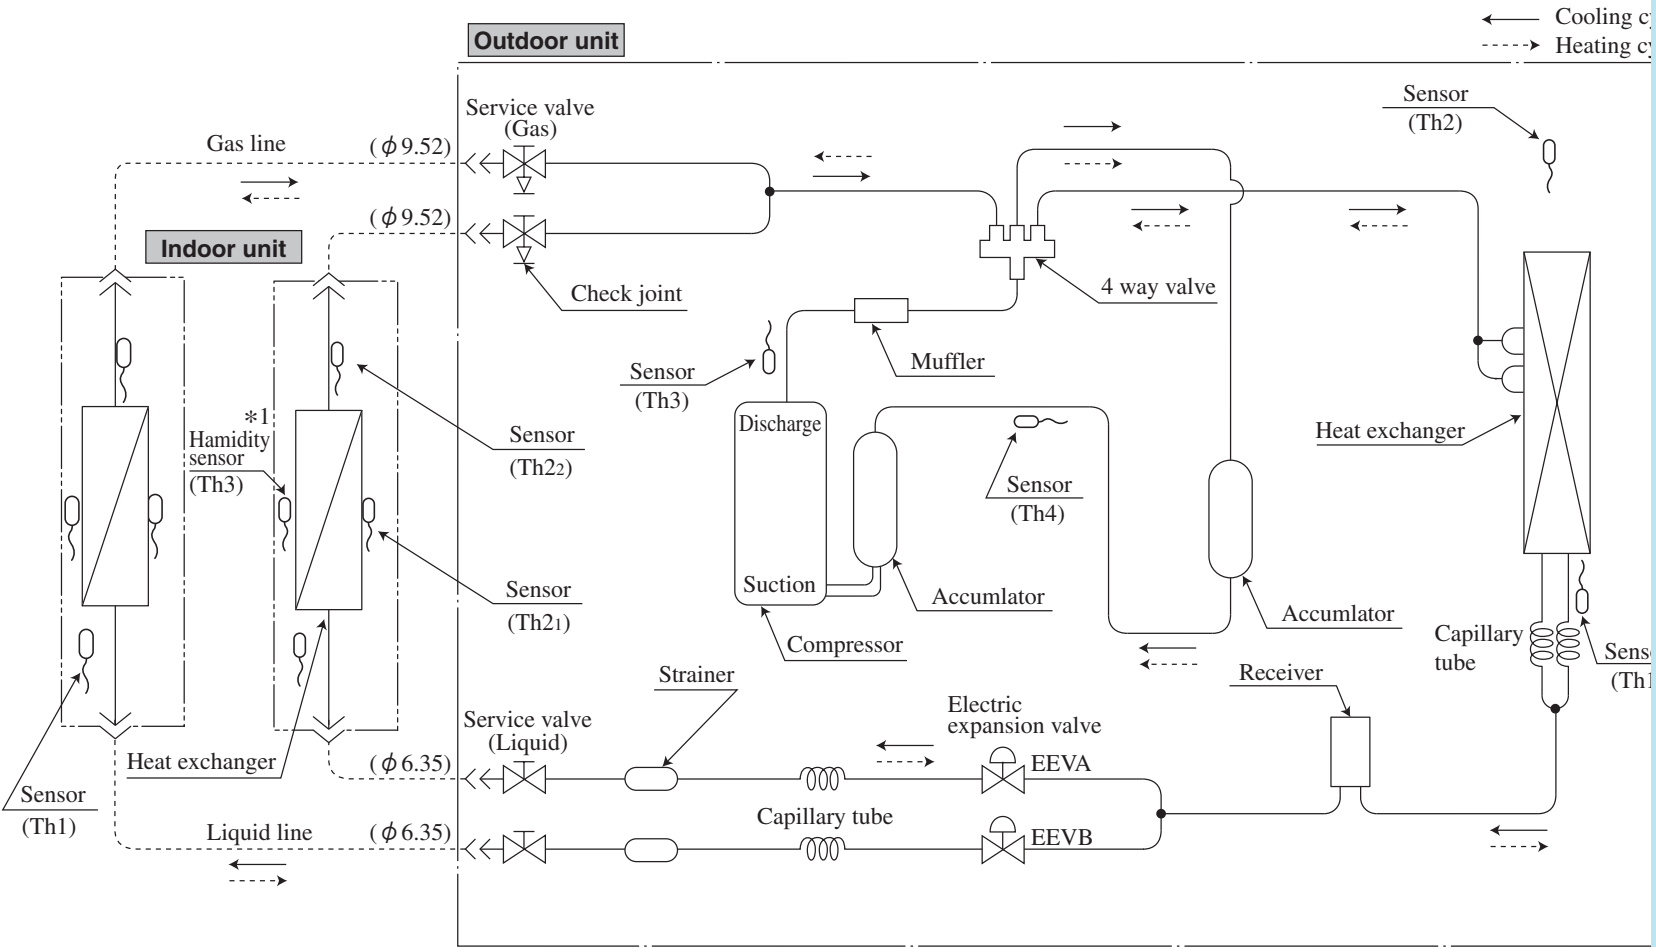 Cooling
Heating
Outdoor unit
Sensor
(Th2)
Service valve
(Gas)
Gas line
(ϕ9.52)
(ϕ9.52)
Indoor unit
Check joint
4 way valve
Muffler
Sensor
(Th3)
Discharge
Suction
*1
Hamidity
sensor
(Th3)
Sensor
(Th2₂)
Sensor
(Th4)
Heat exchanger
Sensor
(Th2₁)
Accumlator
Accumlator
Compressor
Capillary
tube
Strainer
Receiver
Service valve
(Liquid)
Electric
expansion valve
Heat exchanger
(ϕ6.35)
EEVA
Sensor
(Th1)
Liquid line
(ϕ6.35)
Capillary tube
EEVB